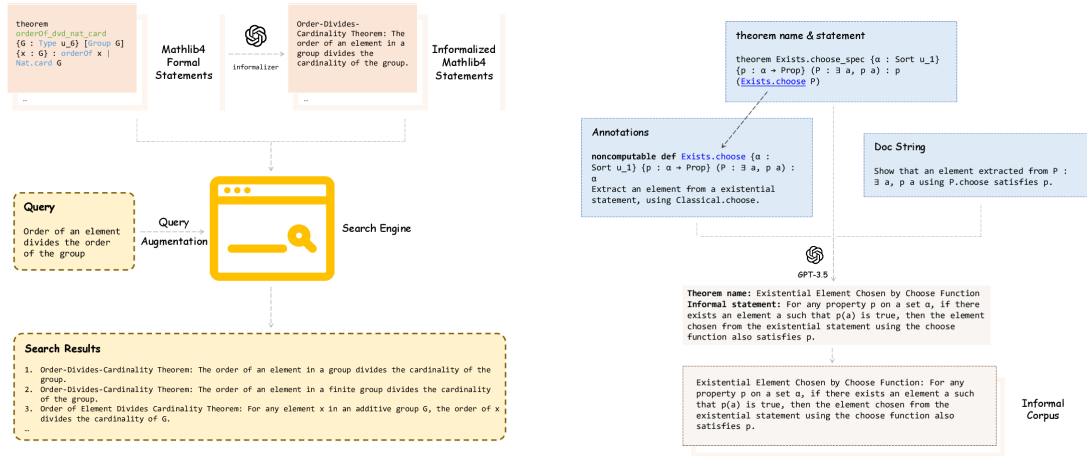 theorem
orderOf_dvd_nat_card
{G : Type u_6} [Group G]
{x : G} : orderOf x |
Nat.card G
…
Mathlib4
Formal
Statements
informalizer
Order-Divides-
Cardinality Theorem: The
order of an element in a
group divides the
cardinality of the group.
…
Informalized
Mathlib4
Statements
Query
Order of an element
divides the order
of the group
Query
Augmentation
Search Engine
Search Results
1. Order-Divides-Cardinality Theorem: The order of an element in a group divides the cardinality of the
group.
2. Order-Divides-Cardinality Theorem: The order of an element in a finite group divides the cardinality
of the group.
3. Order of Element Divides Cardinality Theorem: For any element x in an additive group G, the order of x
divides the cardinality of G.
…
theorem name & statement
theorem Exists.choose_spec {α : Sort u_1}
{p : α → Prop} (P : ∃ a, p a) : p
(Exists.choose P)
Annotations
noncomputable def Exists.choose {α :
Sort u_1} {p : α → Prop} (P : ∃ a, p a) :
α
Extract an element from a existential
statement, using Classical.choose.
Doc String
Show that an element extracted from P :
∃ a, p a using P.choose satisfies p.
GPT-3.5
Theorem name: Existential Element Chosen by Choose Function
Informal statement: For any property p on a set α, if there
exists an element a such that p(a) is true, then the element
chosen from the existential statement using the choose
function also satisfies p.
Existential Element Chosen by Choose Function: For any
property p on a set α, if there exists an element a such
that p(a) is true, then the element chosen from the
existential statement using the choose function also
satisfies p.
Informal
Corpus